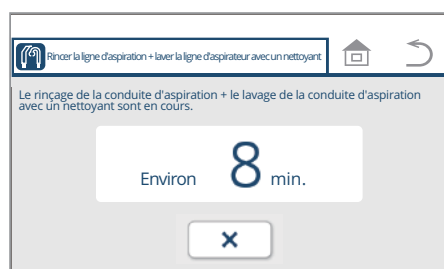 Rincer la ligne d'aspiration + laver la ligne d'aspirateur avec un nettoyant
Le rinçage de la conduite d'aspiration + le lavage de la conduite d'aspiration
avec un nettoyant sont en cours.
Environ 8 min.